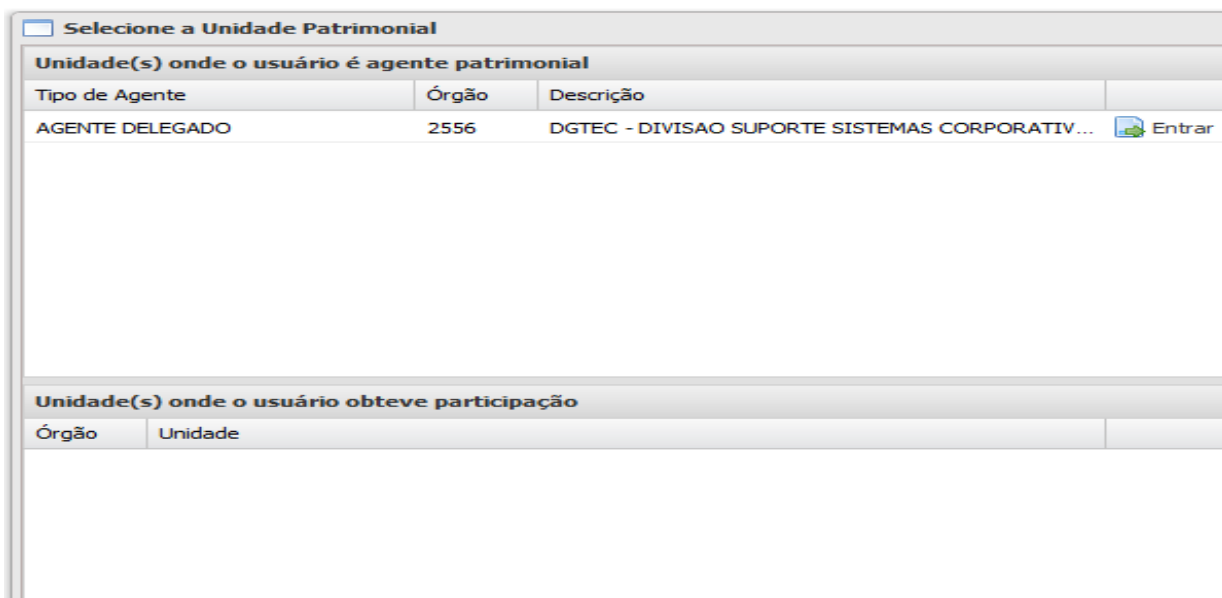 Selecione a Unidade Patrimonial
Unidade(s) onde o usuário é agente patrimonial
Tipo de Agente Órgão Descrição
AGENTE DELEGADO 2556 DGTEC - DIVISAO SUPORTE SISTEMAS CORPORATIV... Entrar
Unidade(s) onde o usuário obteve participação
Órgão Unidade